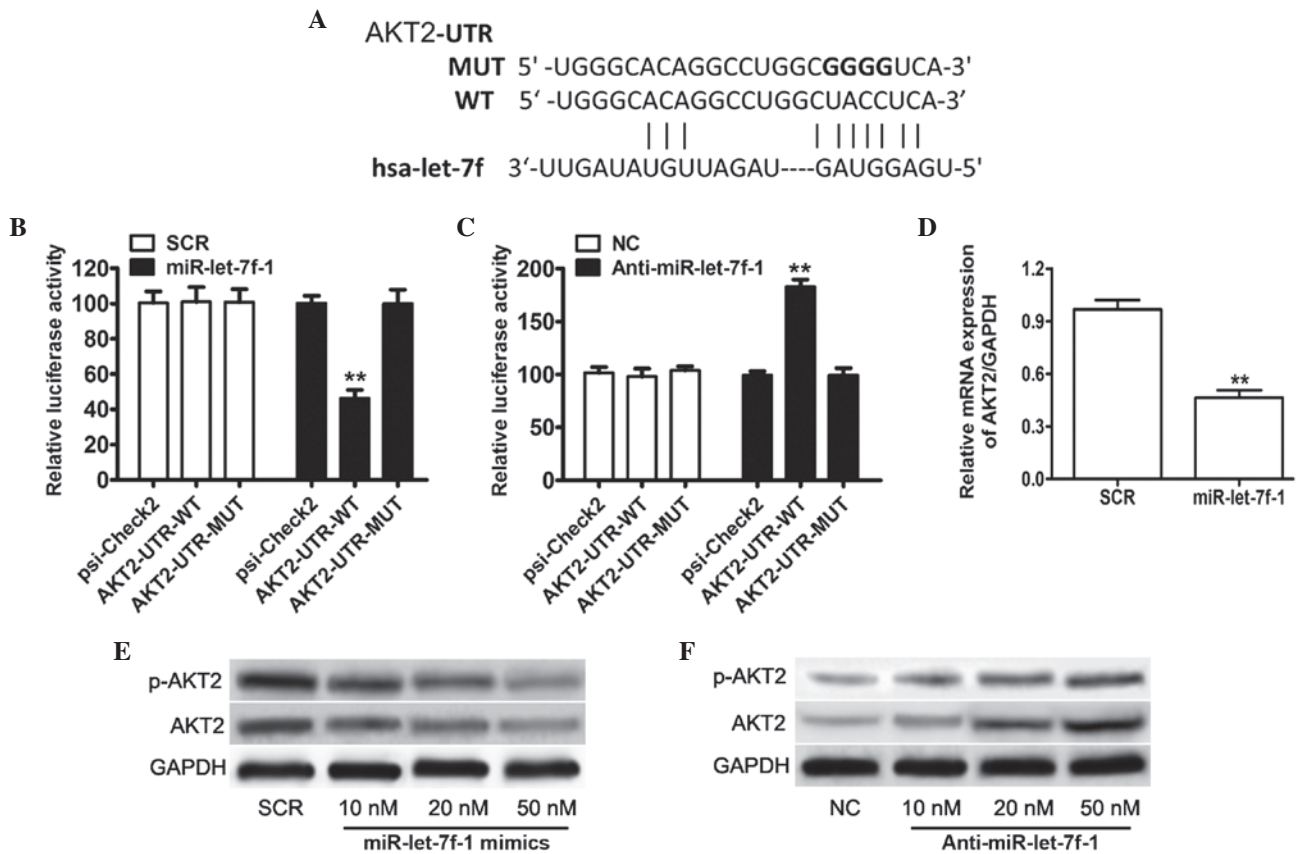 A
AKT2-UTR
MUT 5' -UGGGCACAGGCCUGGCGGGGUCA-3'
WT 5‘ -UGGGCACAGGCCUGGCUACCUCA-3’
hsa-let-7f 3‘-UUGAUAUGUUAGAU----GAUGGAGU-5'
B
SCR
miR-let-7f-1
Relative luciferase activity
120
100
80
60
40
20
0
**
psi-Check2
AKT2-UTR-WT
AKT2-UTR-MUT
psi-Check2
AKT2-UTR-WT
AKT2-UTR-MUT
C
NC
Anti-miR-let-7f-1
Relative luciferase activity
200
150
100
50
0
**
psi-Check2
AKT2-UTR-WT
AKT2-UTR-MUT
psi-Check2
AKT2-UTR-WT
AKT2-UTR-MUT
D
Relative mRNA expression
of AKT2/GAPDH
1.2
0.9
0.6
0.3
0.0
**
SCR miR-let-7f-1
E
p-AKT2
AKT2
GAPDH
SCR 10 nM 20 nM 50 nM
miR-let-7f-1 mimics
F
p-AKT2
AKT2
GAPDH
NC 10 nM 20 nM 50 nM
Anti-miR-let-7f-1